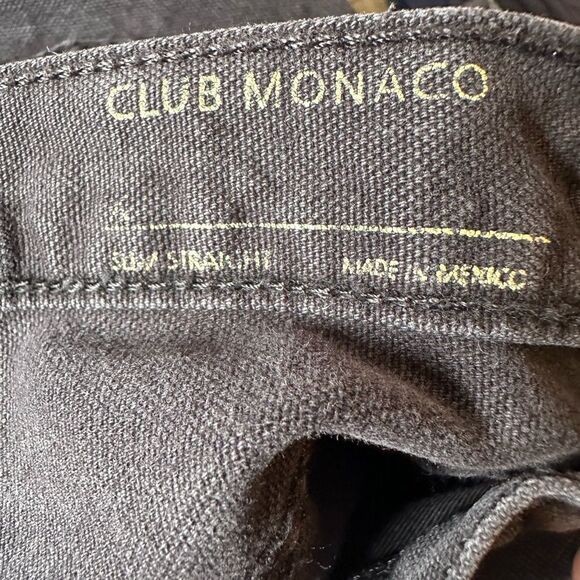 CLUB MONACO
SLIM STRAIGHT MADE IN MEXICO